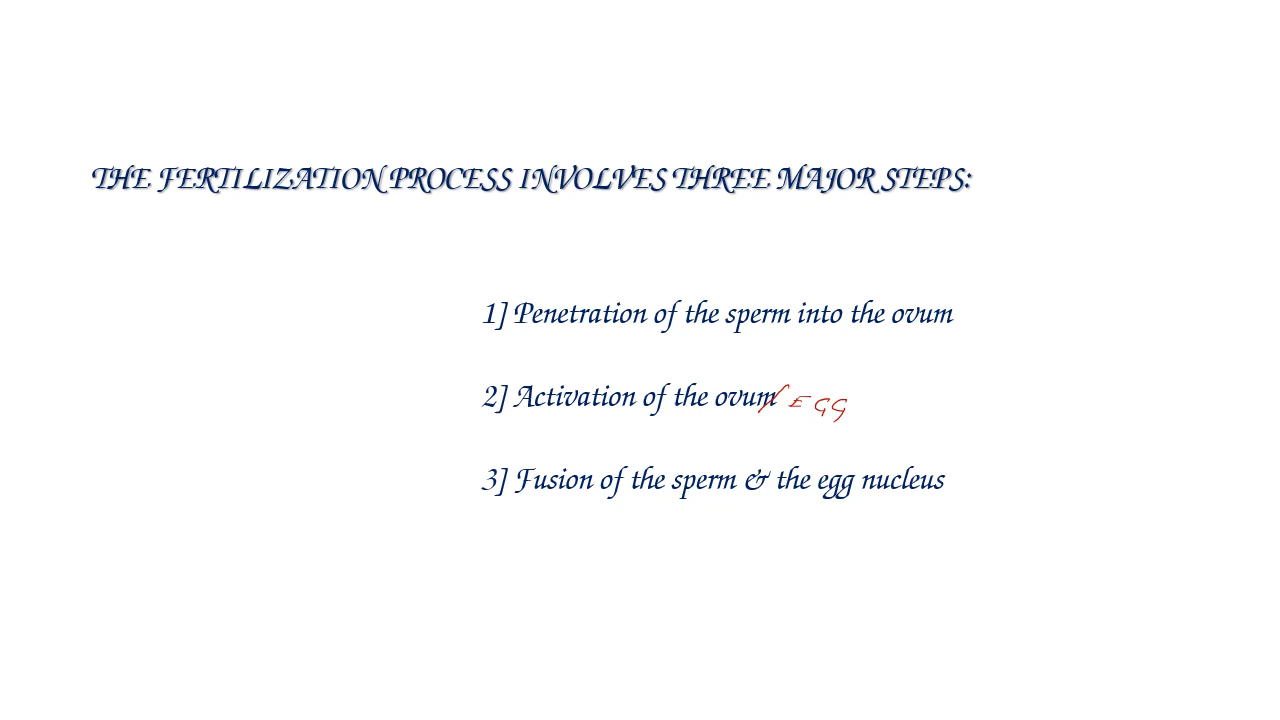 THE FERTILIZATION PROCESS INVOLVES THREE MAJOR STEPS:
1] Penetration of the sperm into the ovum
2] Activation of the ovum/ EGG
3] Fusion of the sperm & the egg nucleus